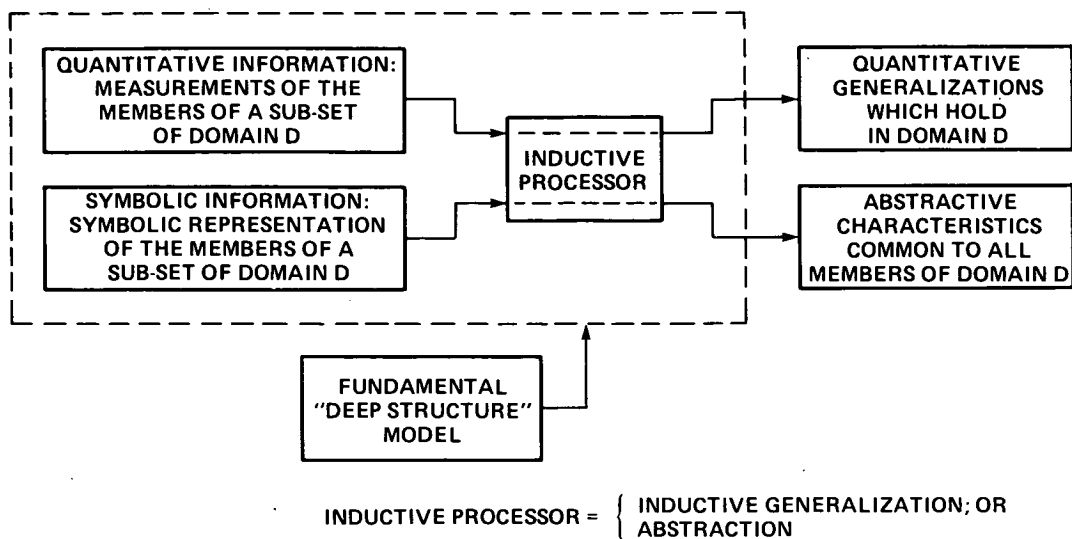 QUANTITATIVE INFORMATION:
MEASUREMENTS OF THE
MEMBERS OF A SUB-SET
OF DOMAIN D
SYMBOLIC INFORMATION:
SYMBOLIC REPRESENTATION
OF THE MEMBERS OF A
SUB-SET OF DOMAIN D
INDUCTIVE
PROCESSOR
QUANTITATIVE
GENERALIZATIONS
WHICH HOLD
IN DOMAIN D
ABSTRACTIVE
CHARACTERISTICS
COMMON TO ALL
MEMBERS OF DOMAIN D
FUNDAMENTAL
"DEEP STRUCTURE"
MODEL
INDUCTIVE PROCESSOR = { INDUCTIVE GENERALIZATION; OR
ABSTRACTION